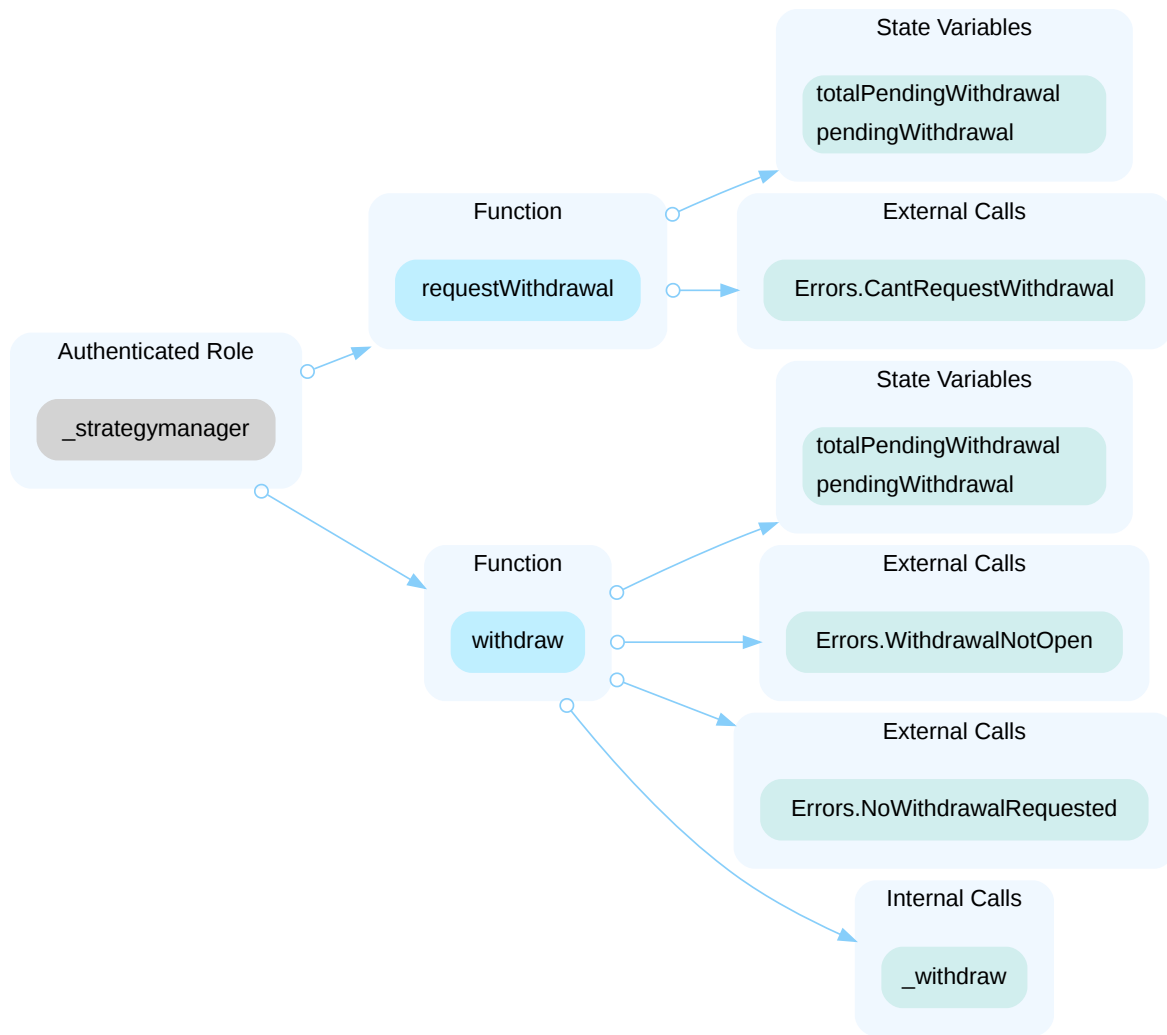 State Variables
totalPendingWithdrawal
pendingWithdrawal
Function
requestWithdrawal
External Calls
Errors.CantRequestWithdrawal
Authenticated Role
_strategymanager
State Variables
totalPendingWithdrawal
pendingWithdrawal
Function
withdraw
External Calls
Errors.WithdrawalNotOpen
External Calls
Errors.NoWithdrawalRequested
Internal Calls
_withdraw